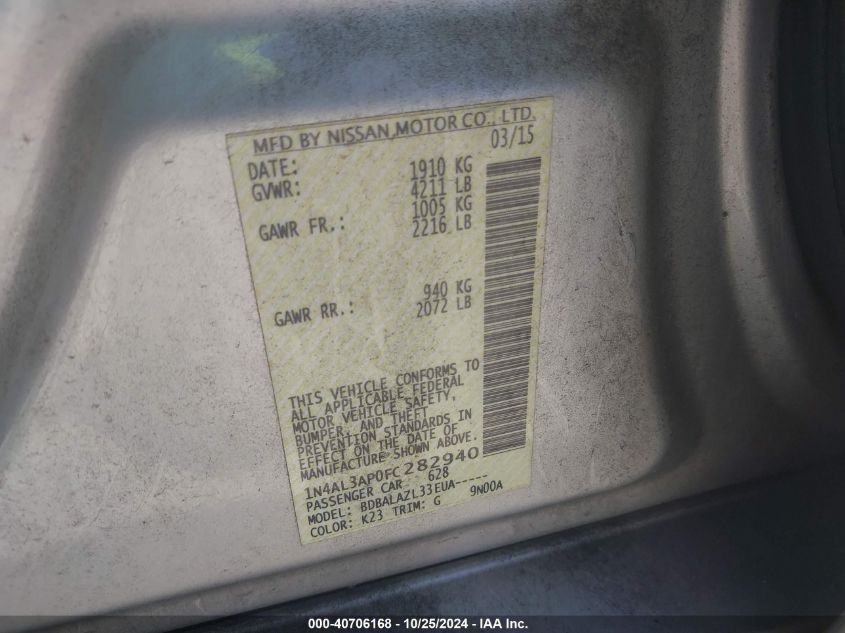 MFD BY NISSAN MOTOR CO., LTD.
DATE: 03/15
GVWR: 1910 KG
4211 LB
GAWR FR.: 1005 KG
2216 LB
GAWR RR.: 940 KG
2072 LB
THIS VEHICLE CONFORMS TO
ALL APPLICABLE FEDERAL
MOTOR VEHICLE SAFETY,
BUMPER, AND THEFT
PREVENTION STANDARDS IN
EFFECT ON THE DATE OF
MANUFACTURE SHOWN ABOVE.
1N4AL3AP0FC282940
PASSENGER CAR 628
MODEL: BDBALAZL33EUA-----
COLOR: K23 TRIM: G 9N00A
000-40706168 - 10/25/2024 - IAA Inc.